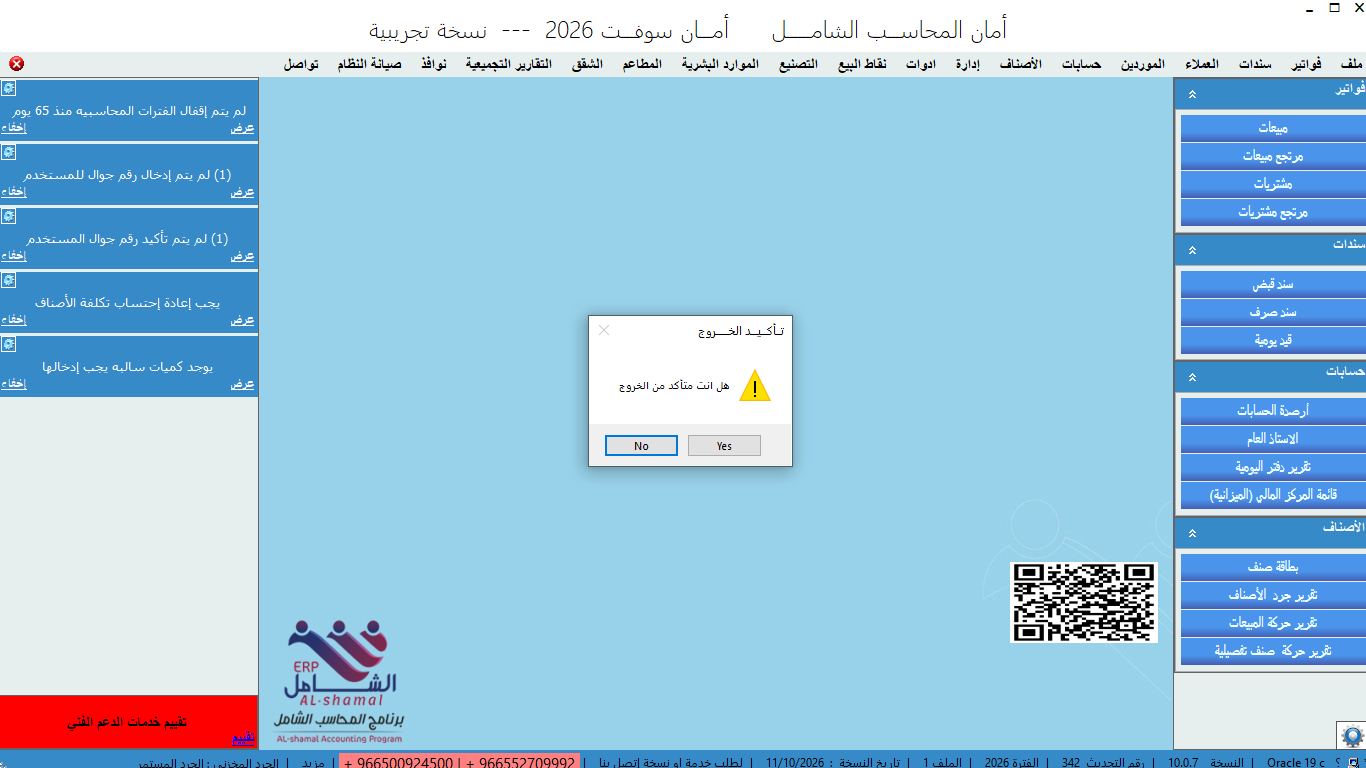 أمان المحاســب الشامــــل أمــان سوفــت 2026 --- نسخة تجريبية
ملف فواتير سندات العملاء الموردين حسابات الأصناف إدارة ادوات نقاط البيع التصنيع الموارد البشرية المطاعم الشقق التقارير التجميعية نوافذ صيانة النظام تواصل
فواتير
مبيعات
مرتجع مبيعات
مشتريات
مرتجع مشتريات
سندات
سند قبض
سند صرف
قيد يومية
حسابات
أرصدة الحسابات
الاستاذ العام
تقرير دفتر اليومية
قائمة المركز المالي (الميزانية)
الأصناف
بطاقة صنف
تقرير جرد الأصناف
تقرير حركة المبيعات
تقرير حركة صنف تفصيلية
تـأكـيـد الخــروج
هل انت متأكد من الخروج
No Yes
لم يتم إقفال الفترات المحاسبيه منذ 65 يوم
عرض إخفاء
(1) لم يتم إدخال رقم جوال للمستخدم
عرض إخفاء
(1) لم يتم تأكيد رقم جوال المستخدم
عرض إخفاء
يجب إعادة إحتساب تكلفة الأصناف
عرض إخفاء
يوجد كميات سالبه يجب إدخالها
عرض إخفاء
ERP
الشامل
AL-shamal
برنامج المحاسب الشامل
AL-shamal Accounting Program
تقييم خدمات الدعم الفني
تقييم
؟ Oracle 19 c | النسخة 10.0.7 | رقم التحديث 342 | الفترة 2026 | الملف 1 | تاريخ النسخة : 11/10/2026 | لطلب خدمة او نسخة إتصل بنا | + 966500924500 | + 966552709992 | مزيد | الجرد المخزني : الجرد المستمر